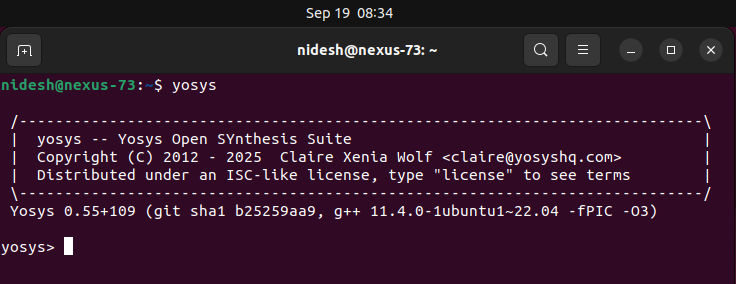 Sep 19 08:34
nidesh@nexus-73: ~
nidesh@nexus-73:~$ yosys
/----------------------------------------------------------------------------\
|  yosys -- Yosys Open SYnthesis Suite                                       |
|  Copyright (C) 2012 - 2025  Claire Xenia Wolf <claire@yosyshq.com>         |
|  Distributed under an ISC-like license, type "license" to see terms        |
\----------------------------------------------------------------------------/
Yosys 0.55+109 (git sha1 b25259aa9, g++ 11.4.0-1ubuntu1~22.04 -fPIC -O3)
yosys>